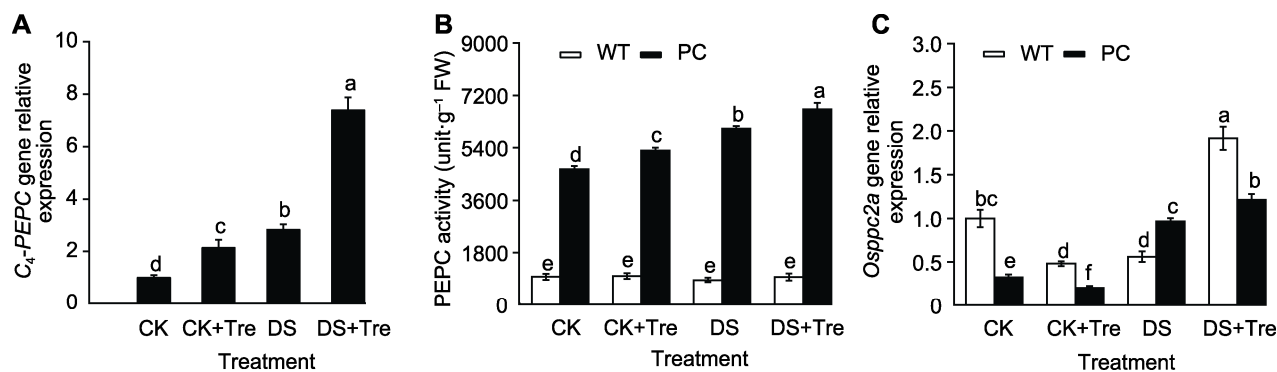 A
C4-PEPC gene relative
expression
10
8
6
4
2
0
d
c
b
a
CK CK+Tre DS DS+Tre
Treatment
B
PEPC activity (unit·g⁻¹ FW)
9000
7200
5400
3600
1800
0
WT PC
e d e c e b e a
CK CK+Tre DS DS+Tre
Treatment
C
Osppc2a gene relative
expression
3.0
2.5
2.0
1.5
1.0
0.5
0
WT PC
bc e d f d c a b
CK CK+Tre DS DS+Tre
Treatment